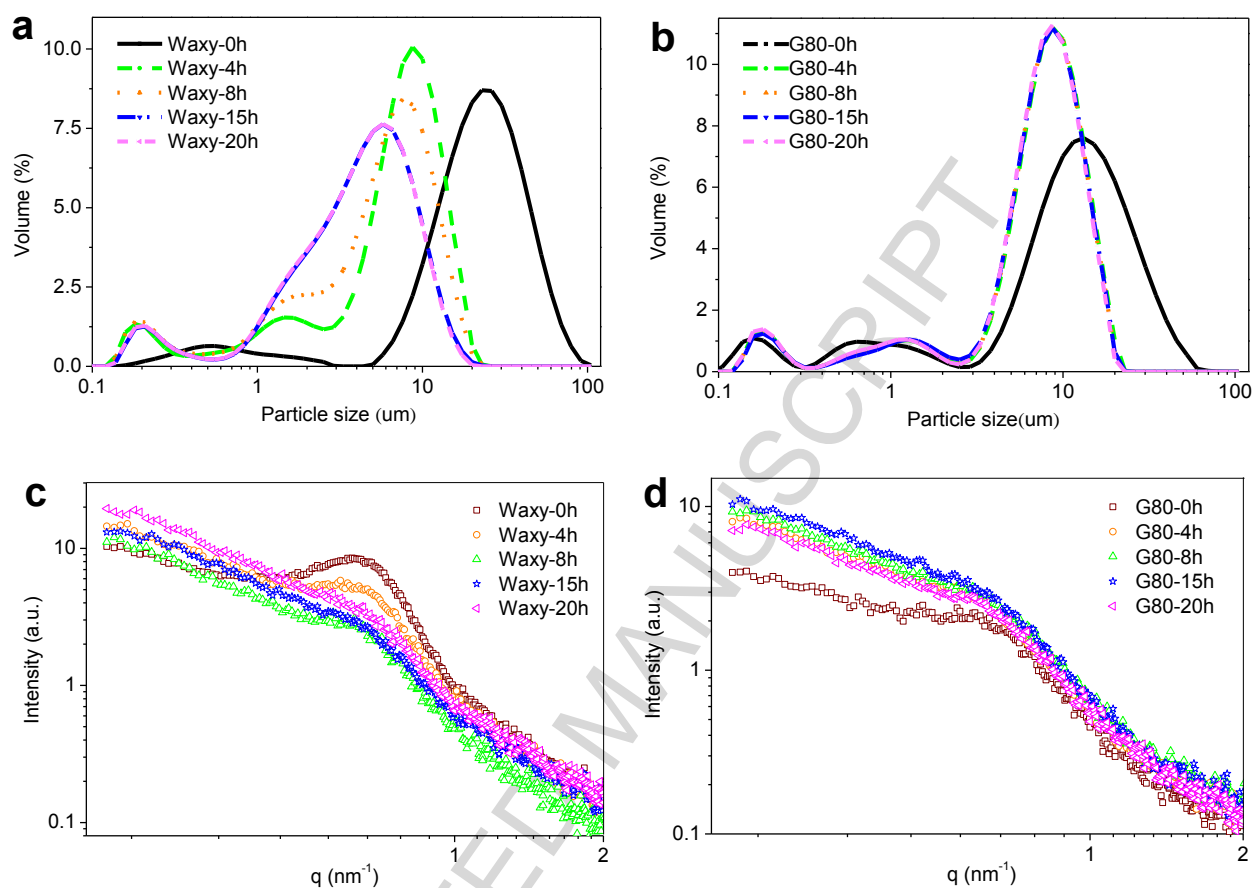 a
Waxy-0h
Waxy-4h
Waxy-8h
Waxy-15h
Waxy-20h
10.0
7.5
5.0
2.5
0.0
Volume (%)
0.1 1 10 100
Particle size (um)
b
G80-0h
G80-4h
G80-8h
G80-15h
G80-20h
10
8
6
4
2
0
Volume (%)
0.1 1 10 100
Particle size(um)
c
Waxy-0h
Waxy-4h
Waxy-8h
Waxy-15h
Waxy-20h
10
1
0.1
Intensity (a.u.)
1 2
q (nm⁻¹)
d
G80-0h
G80-4h
G80-8h
G80-15h
G80-20h
10
1
0.1
Intensity (a.u.)
1 2
q (nm⁻¹)
TED MANUSCRIPT